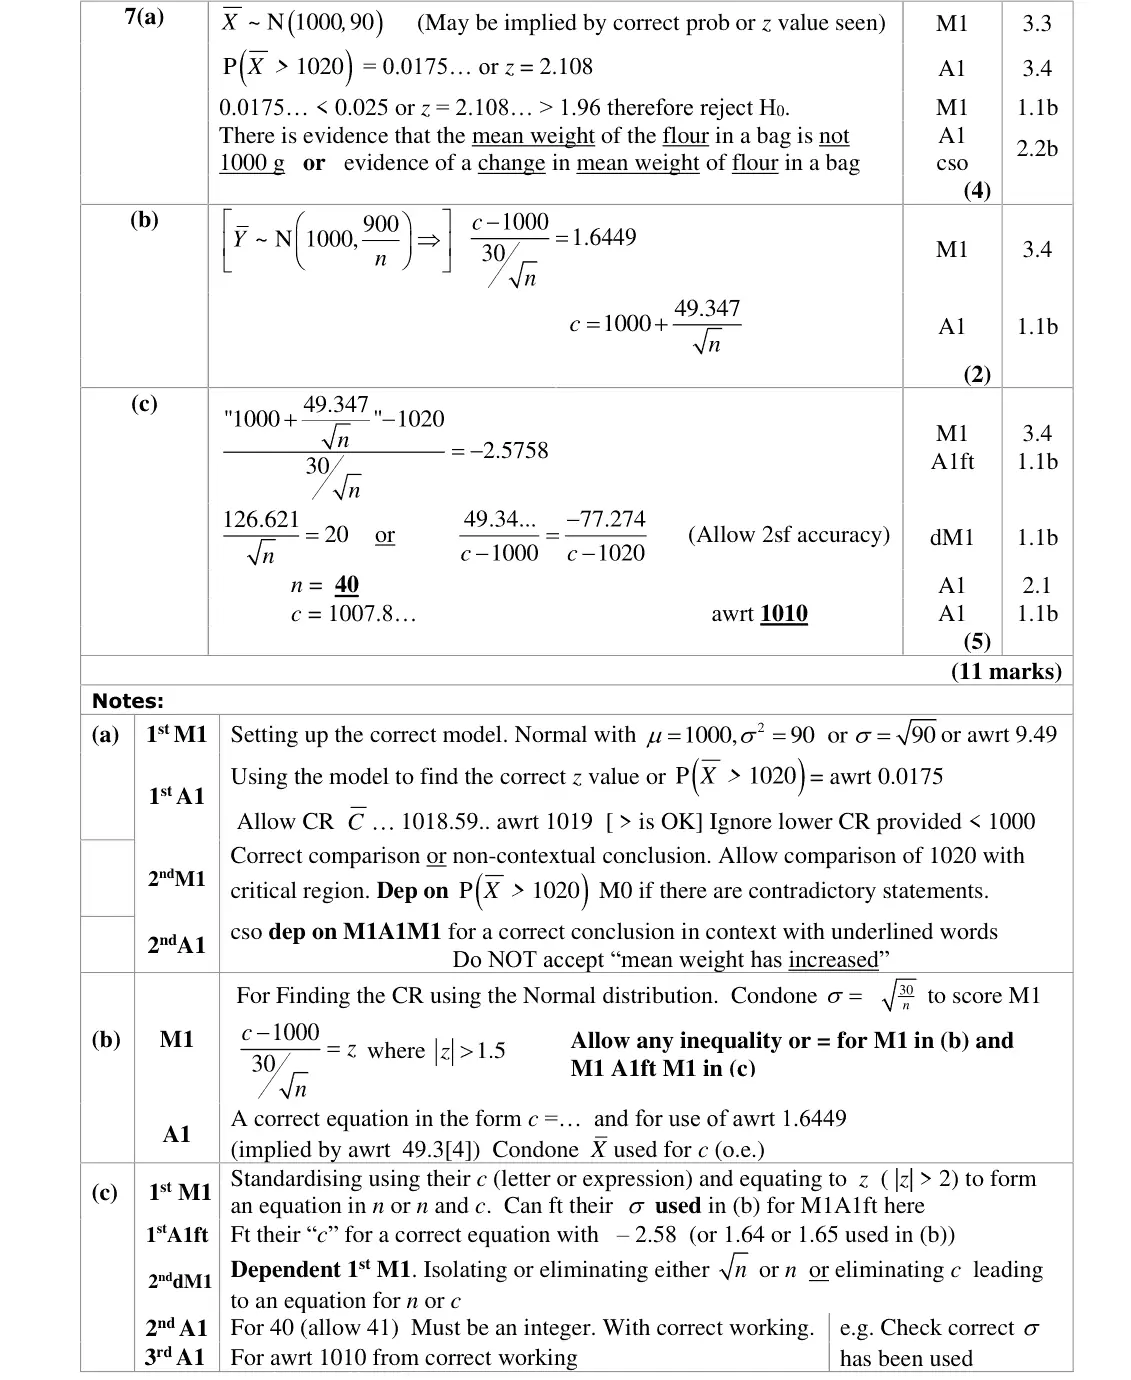 7(a) X̄ ~ N(1000, 90) (May be implied by correct prob or z value seen) M1 3.3
P(X̄ > 1020) = 0.0175… or z = 2.108 A1 3.4
0.0175… < 0.025 or z = 2.108… > 1.96 therefore reject H₀. M1 1.1b
There is evidence that the mean weight of the flour in a bag is not A1
1000 g or evidence of a change in mean weight of flour in a bag cso 2.2b
(4)
(b) [Ȳ ~ N(1000, 900/n) ⇒] (c − 1000)/(30/√n) = 1.6449 M1 3.4
c = 1000 + 49.347/√n A1 1.1b
(2)
(c) ("1000 + 49.347/√n" − 1020)/(30/√n) = −2.5758 M1 3.4
A1ft 1.1b
126.621/√n = 20 or 49.34.../(c − 1000) = −77.274/(c − 1020) (Allow 2sf accuracy) dM1 1.1b
n = 40 A1 2.1
c = 1007.8… awrt 1010 A1 1.1b
(5)
(11 marks)
Notes:
(a) 1st M1 Setting up the correct model. Normal with μ = 1000, σ² = 90 or σ = √90 or awrt 9.49
1st A1 Using the model to find the correct z value or P(X̄ > 1020) = awrt 0.0175
Allow CR C̄ … 1018.59.. awrt 1019 [ > is OK] Ignore lower CR provided < 1000
2nd M1 Correct comparison or non-contextual conclusion. Allow comparison of 1020 with
critical region. Dep on P(X̄ > 1020) M0 if there are contradictory statements.
2nd A1 cso dep on M1A1M1 for a correct conclusion in context with underlined words
Do NOT accept “mean weight has increased”
(b) M1 For Finding the CR using the Normal distribution. Condone σ = √(30/n) to score M1
(c − 1000)/(30/√n) = z where |z| > 1.5 Allow any inequality or = for M1 in (b) and
M1 A1ft M1 in (c)
A1 A correct equation in the form c =… and for use of awrt 1.6449
(implied by awrt 49.3[4]) Condone X̄ used for c (o.e.)
(c) 1st M1 Standardising using their c (letter or expression) and equating to z ( |z| > 2) to form
an equation in n or n and c. Can ft their σ used in (b) for M1A1ft here
1st A1ft Ft their “c” for a correct equation with – 2.58 (or 1.64 or 1.65 used in (b))
2nd dM1 Dependent 1st M1. Isolating or eliminating either √n or n or eliminating c leading
to an equation for n or c
2nd A1 For 40 (allow 41) Must be an integer. With correct working. e.g. Check correct σ
3rd A1 For awrt 1010 from correct working has been used